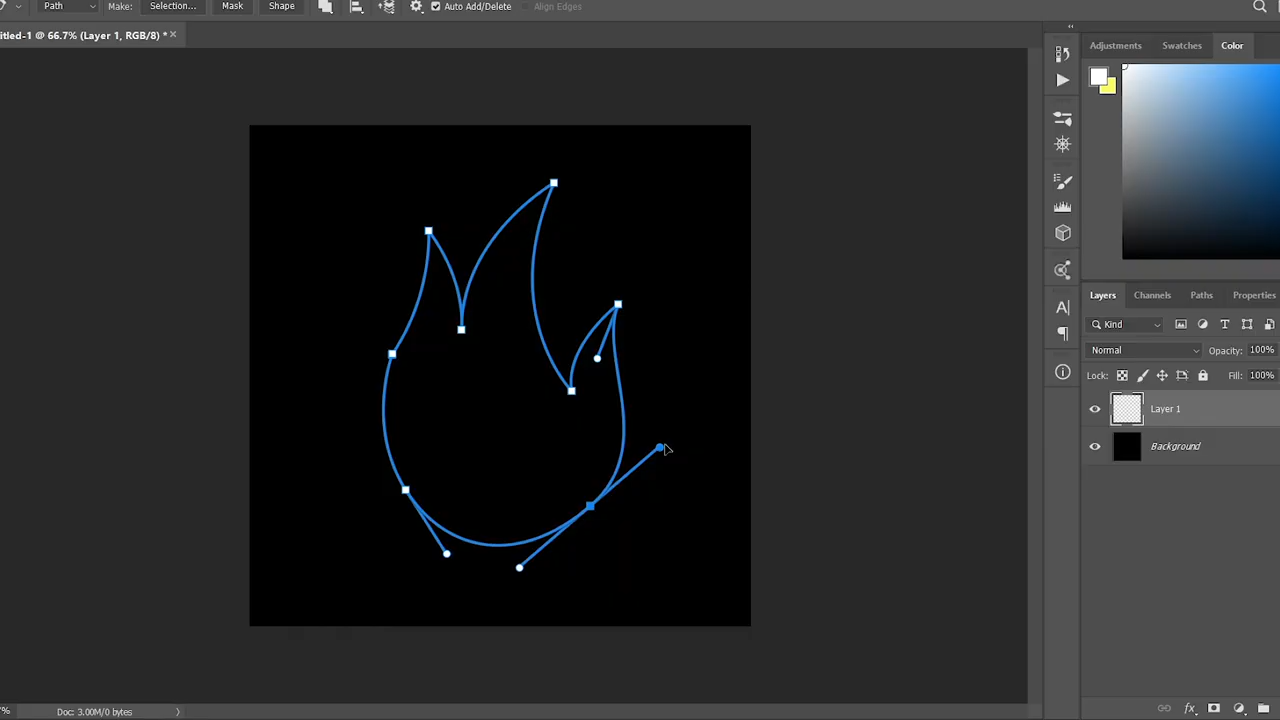 Path Make: Selection... Mask Shape Auto Add/Delete Align Edges
itled-1 @ 66.7% (Layer 1, RGB/8) * ×
Adjustments Swatches Color
Layers Channels Paths Properties
Kind
Normal Opacity: 100%
Lock: Fill: 100%
Layer 1
Background
7% Doc: 3.00M/0 bytes